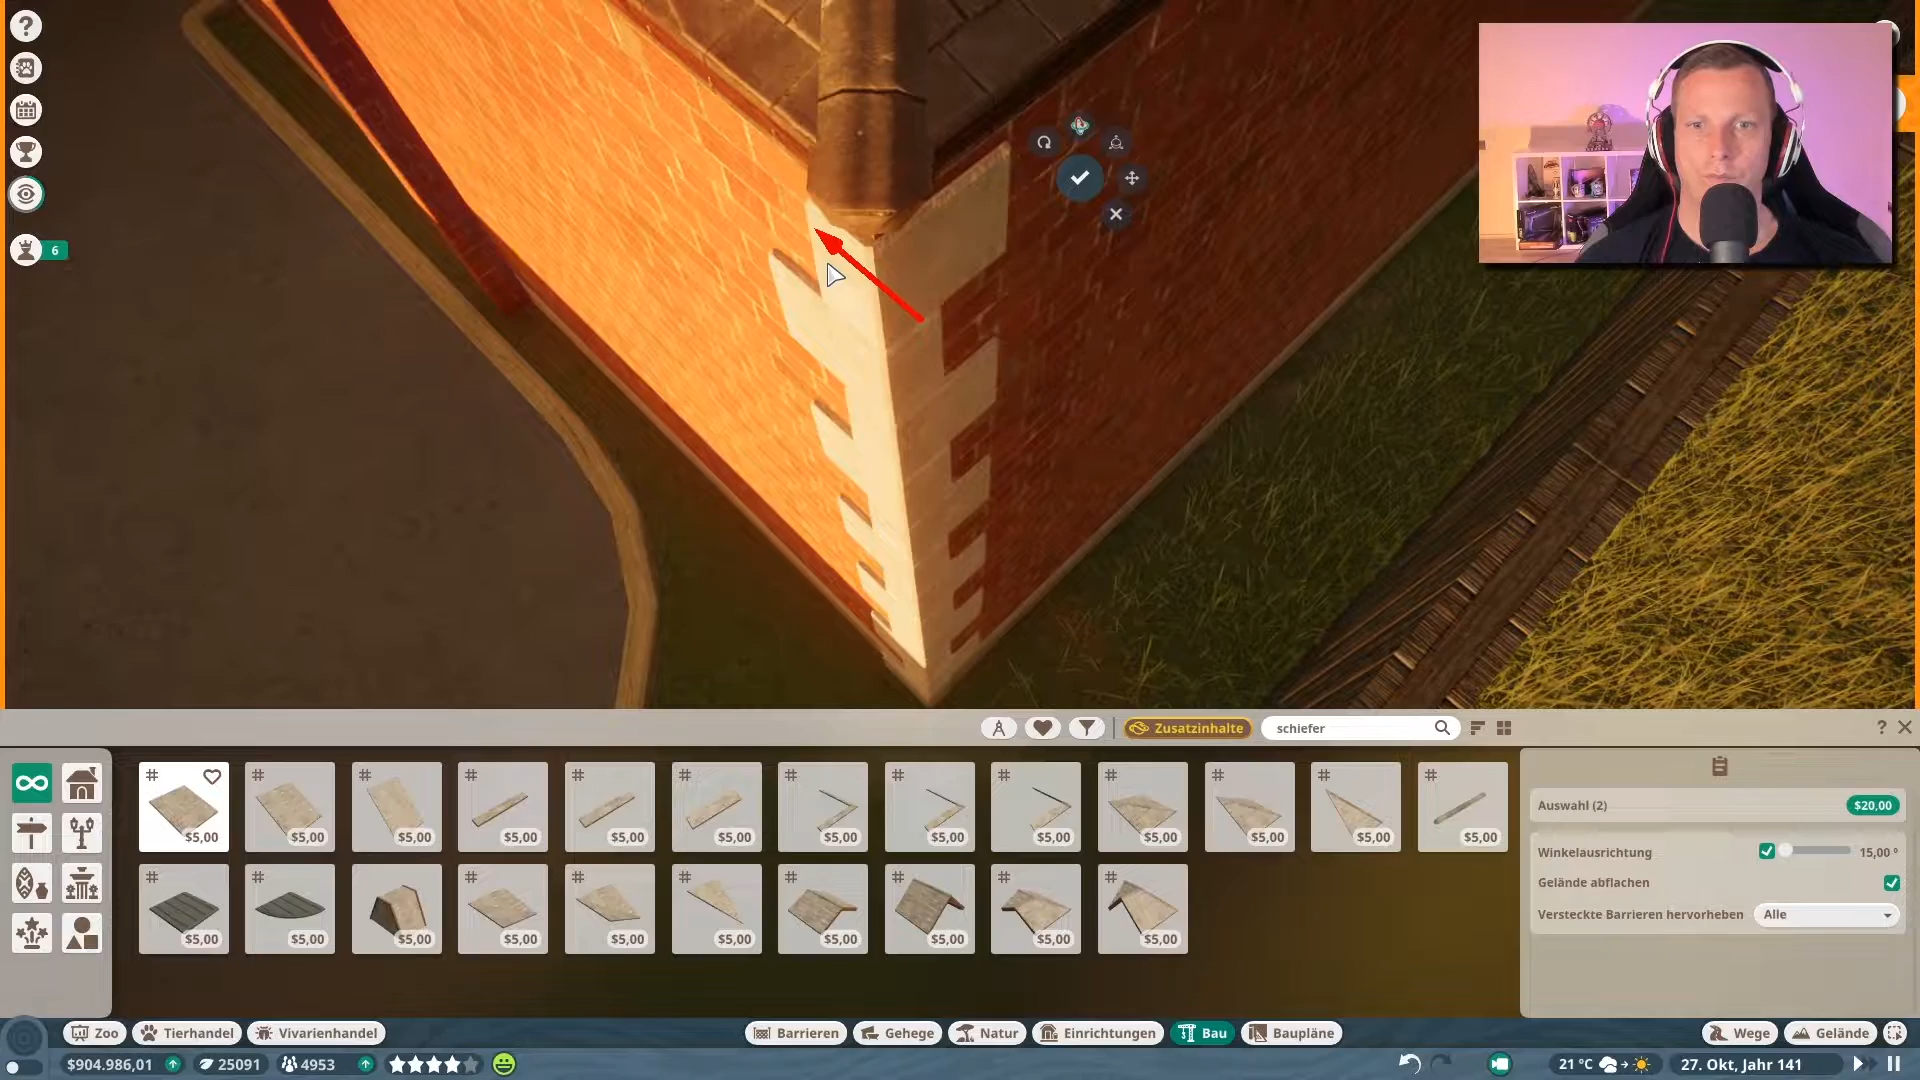 6
Zusatzinhalte
schiefer
$5,00 $5,00 $5,00 $5,00 $5,00 $5,00 $5,00 $5,00 $5,00 $5,00 $5,00 $5,00 $5,00
$5,00 $5,00 $5,00 $5,00 $5,00 $5,00 $5,00 $5,00 $5,00 $5,00
Auswahl (2) $20,00
Winkelausrichtung 15,00 °
Gelände abflachen
Versteckte Barrieren hervorheben Alle
Zoo Tierhandel Vivarienhandel Barrieren Gehege Natur Einrichtungen Bau Baupläne Wege Gelände
$904.986,01 25091 4953 21 °C 27. Okt, Jahr 141